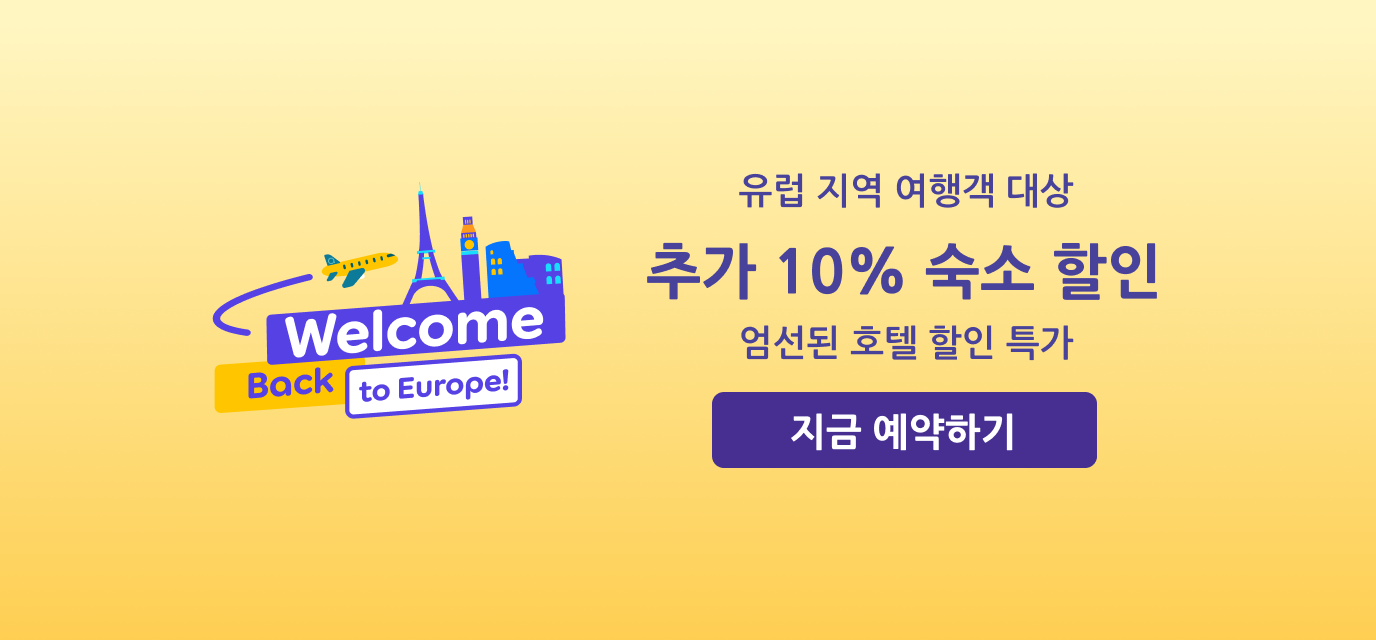 Welcome
Back
to Europe!
유럽 지역 여행객 대상
추가 10% 숙소 할인
엄선된 호텔 할인 특가
지금 예약하기